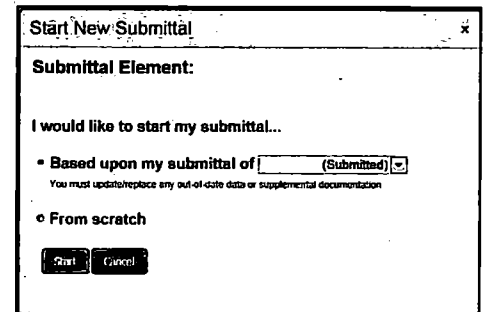 Start New Submittal x
Submittal Element:
I would like to start my submittal...
Based upon my submittal of (Submitted)
You must update/replace any out-of-date data or supplemental documentation
From scratch
Start Cancel